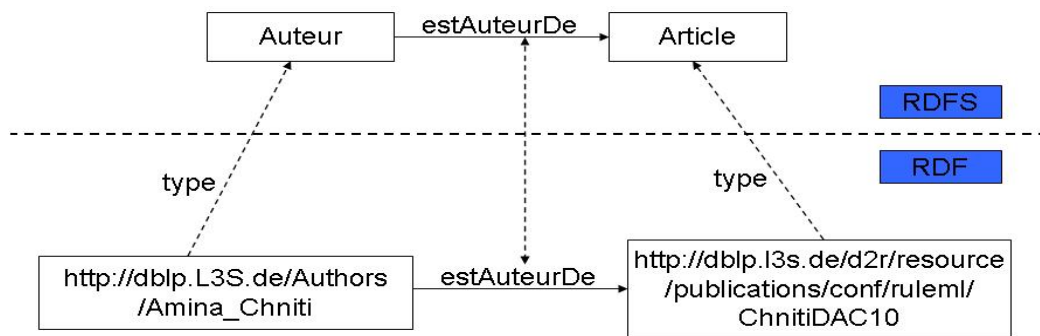 Auteur
estAuteurDe
Article
RDFS
RDF
type
type
http://dblp.L3S.de/Authors
/Amina_Chniti
estAuteurDe
http://dblp.l3s.de/d2r/resource
/publications/conf/ruleml/
ChnitiDAC10